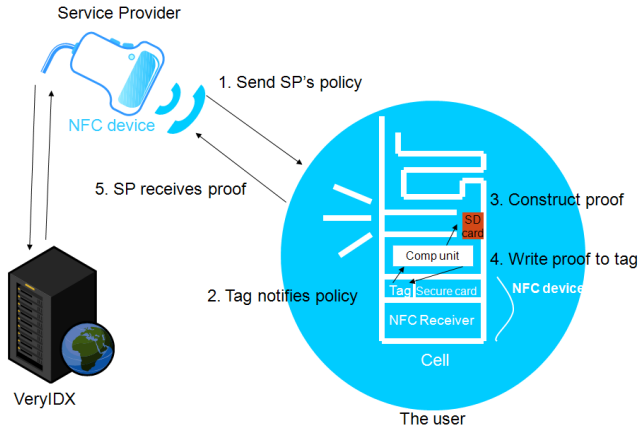 Service Provider
1. Send SP's policy
NFC device
5. SP receives proof
3. Construct proof
SD
card
Comp unit
4. Write proof to tag
2. Tag notifies policy
Tag
Secure card
NFC device
NFC Receiver
Cell
VeryIDX
The user